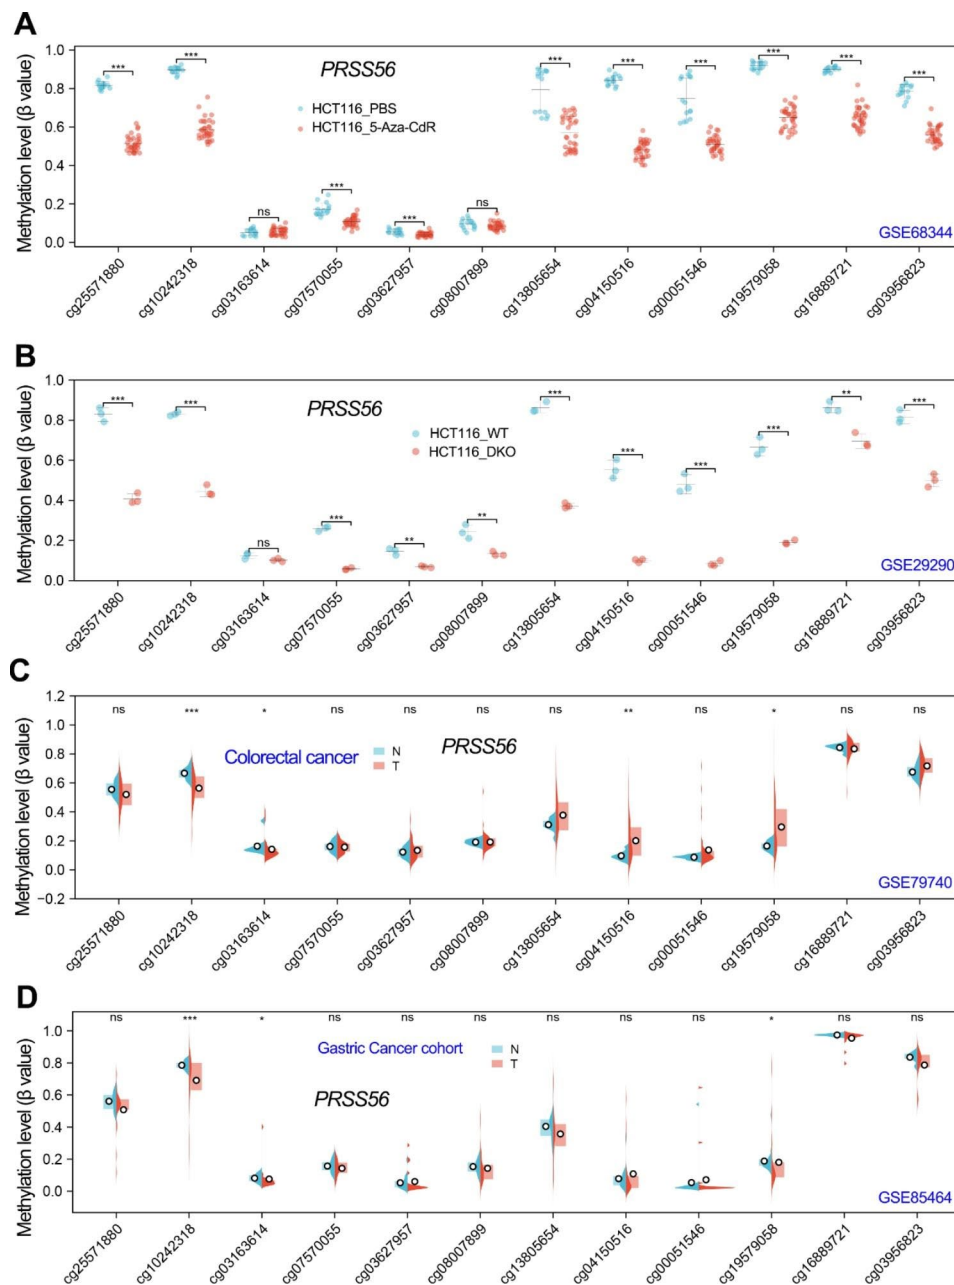 A
Methylation level (β value)
1.0
0.8
0.6
0.4
0.2
0.0
PRSS56
HCT116_PBS
HCT116_5-Aza-CdR
*** *** ns *** *** ns *** *** *** *** *** ***
GSE68344
cg25571880 cg10242318 cg03163614 cg07570055 cg03627957 cg08007899 cg13805654 cg04150516 cg00051546 cg19579058 cg16889721 cg03956823
B
Methylation level (β value)
1.0
0.8
0.6
0.4
0.2
0.0
PRSS56
HCT116_WT
HCT116_DKO
*** *** ns *** ** ** *** *** *** *** ** ***
GSE29290
cg25571880 cg10242318 cg03163614 cg07570055 cg03627957 cg08007899 cg13805654 cg04150516 cg00051546 cg19579058 cg16889721 cg03956823
C
Methylation level (β value)
1.2
1.0
0.8
0.6
0.4
0.2
0.0
−0.2
ns *** * ns ns ns ns ** ns * ns ns
Colorectal cancer
N
T
PRSS56
GSE79740
cg25571880 cg10242318 cg03163614 cg07570055 cg03627957 cg08007899 cg13805654 cg04150516 cg00051546 cg19579058 cg16889721 cg03956823
D
Methylation level (β value)
1.0
0.8
0.6
0.4
0.2
0.0
ns *** * ns ns ns ns ns ns * ns ns
Gastric Cancer cohort
N
T
PRSS56
GSE85464
cg25571880 cg10242318 cg03163614 cg07570055 cg03627957 cg08007899 cg13805654 cg04150516 cg00051546 cg19579058 cg16889721 cg03956823